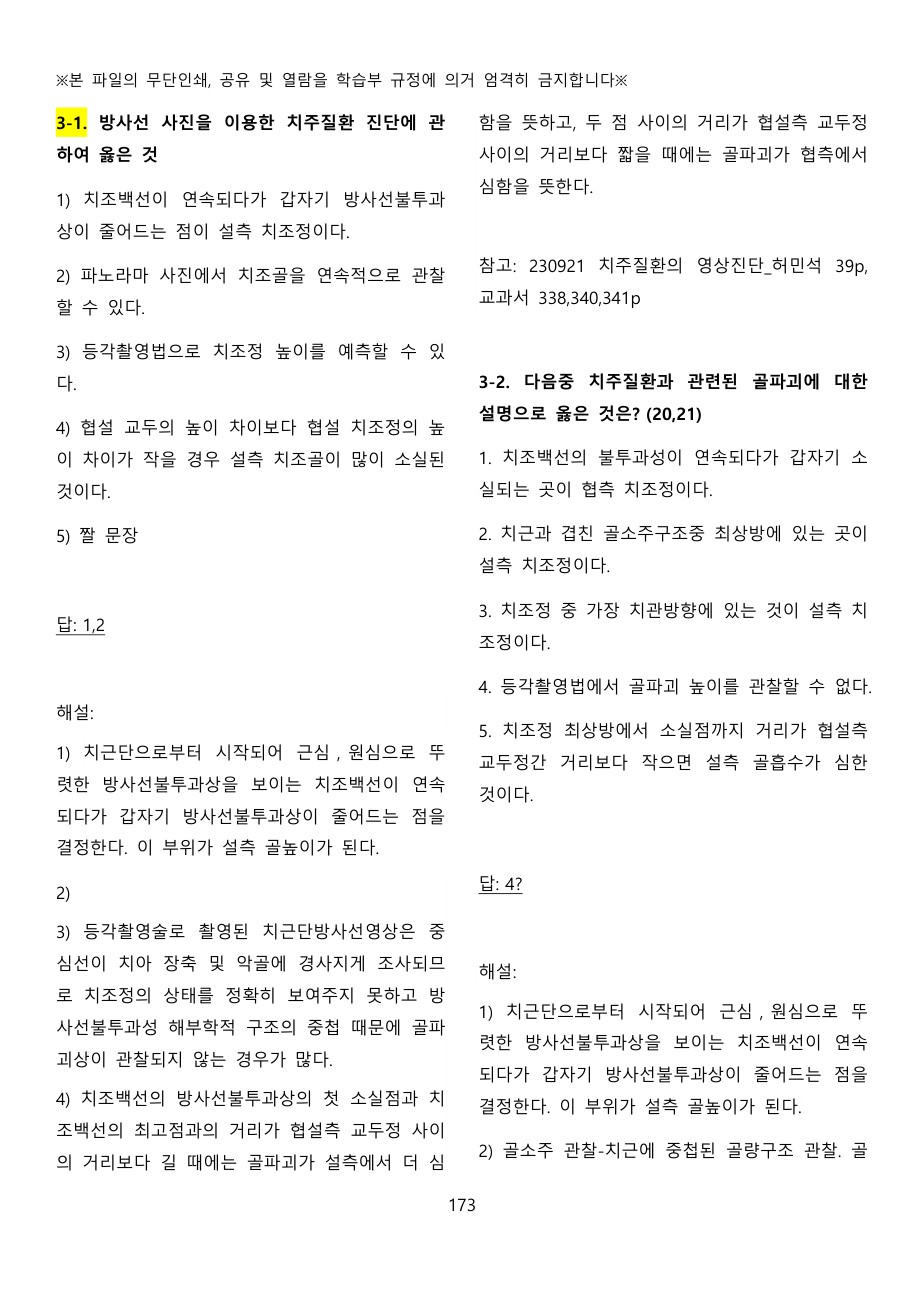 ※본 파일의 무단인쇄, 공유 및 열람을 학습부 규정에 의거 엄격히 금지합니다※
3-1. 방사선 사진을 이용한 치주질환 진단에 관
하여 옳은 것
1) 치조백선이 연속되다가 갑자기 방사선불투과
상이 줄어드는 점이 설측 치조정이다.
2) 파노라마 사진에서 치조골을 연속적으로 관찰
할 수 있다.
3) 등각촬영법으로 치조정 높이를 예측할 수 있
다.
4) 협설 교두의 높이 차이보다 협설 치조정의 높
이 차이가 작을 경우 설측 치조골이 많이 소실된
것이다.
5) 짤 문장
답: 1,2
해설:
1) 치근단으로부터 시작되어 근심 , 원심으로 뚜
렷한 방사선불투과상을 보이는 치조백선이 연속
되다가 갑자기 방사선불투과상이 줄어드는 점을
결정한다. 이 부위가 설측 골높이가 된다.
2)
3) 등각촬영술로 촬영된 치근단방사선영상은 중
심선이 치아 장축 및 악골에 경사지게 조사되므
로 치조정의 상태를 정확히 보여주지 못하고 방
사선불투과성 해부학적 구조의 중첩 때문에 골파
괴상이 관찰되지 않는 경우가 많다.
4) 치조백선의 방사선불투과상의 첫 소실점과 치
조백선의 최고점과의 거리가 협설측 교두정 사이
의 거리보다 길 때에는 골파괴가 설측에서 더 심
함을 뜻하고, 두 점 사이의 거리가 협설측 교두정
사이의 거리보다 짧을 때에는 골파괴가 협측에서
심함을 뜻한다.
참고: 230921 치주질환의 영상진단_허민석 39p,
교과서 338,340,341p
3-2. 다음중 치주질환과 관련된 골파괴에 대한
설명으로 옳은 것은? (20,21)
1. 치조백선의 불투과성이 연속되다가 갑자기 소
실되는 곳이 협측 치조정이다.
2. 치근과 겹친 골소주구조중 최상방에 있는 곳이
설측 치조정이다.
3. 치조정 중 가장 치관방향에 있는 것이 설측 치
조정이다.
4. 등각촬영법에서 골파괴 높이를 관찰할 수 없다.
5. 치조정 최상방에서 소실점까지 거리가 협설측
교두정간 거리보다 작으면 설측 골흡수가 심한
것이다.
답: 4?
해설:
1) 치근단으로부터 시작되어 근심 , 원심으로 뚜
렷한 방사선불투과상을 보이는 치조백선이 연속
되다가 갑자기 방사선불투과상이 줄어드는 점을
결정한다. 이 부위가 설측 골높이가 된다.
2) 골소주 관찰-치근에 중첩된 골량구조 관찰. 골
173